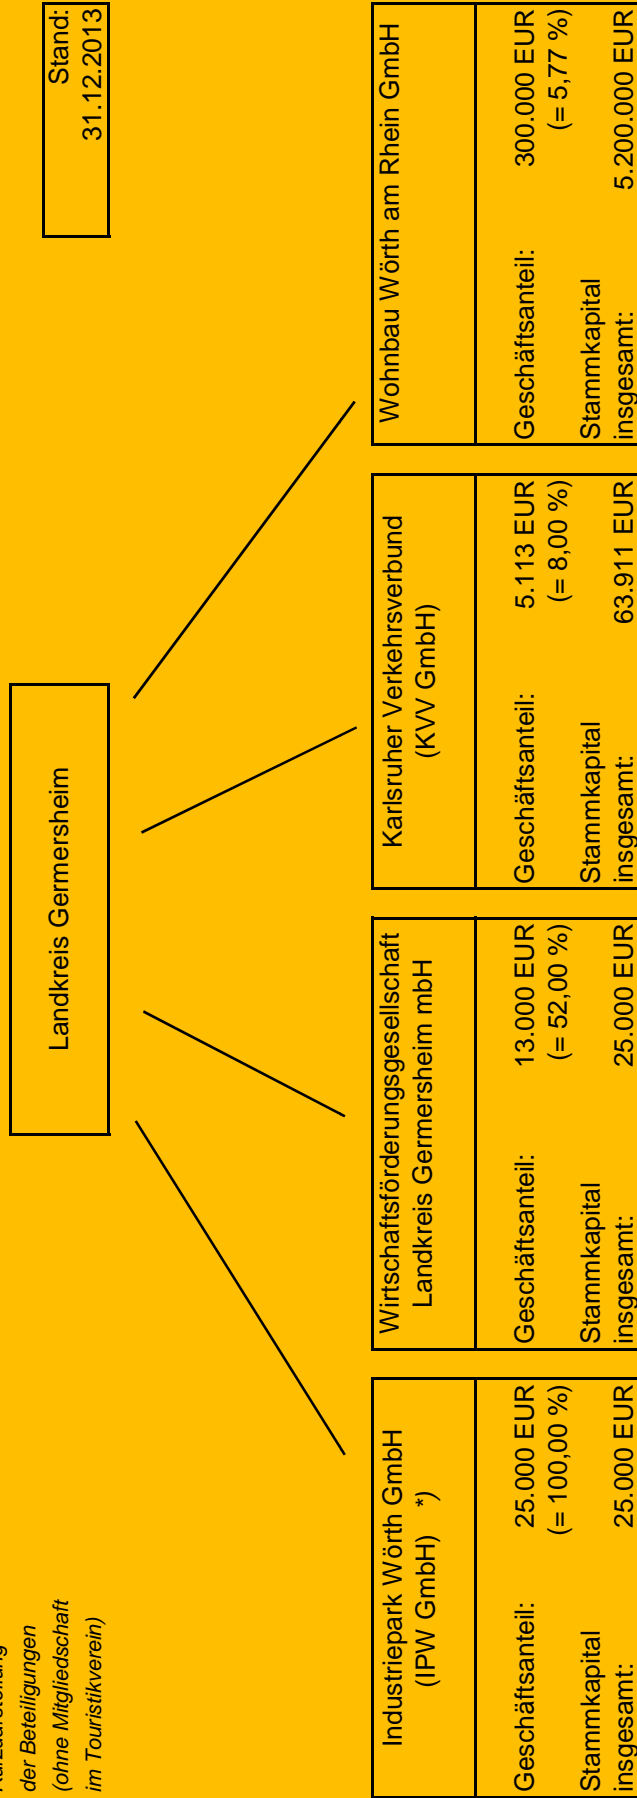 der Beteiligungen
(ohne Mitgliedschaft
im Touristikverein)
Stand:
31.12.2013
Landkreis Germersheim
Industriepark Wörth GmbH
(IPW GmbH) *)
Geschäftsanteil: 25.000 EUR
(= 100,00 %)
Stammkapital
insgesamt: 25.000 EUR
Wirtschaftsförderungsgesellschaft
Landkreis Germersheim mbH
Geschäftsanteil: 13.000 EUR
(= 52,00 %)
Stammkapital
insgesamt: 25.000 EUR
Karlsruher Verkehrsverbund
(KVV GmbH)
Geschäftsanteil: 5.113 EUR
(= 8,00 %)
Stammkapital
insgesamt: 63.911 EUR
Wohnbau Wörth am Rhein GmbH
Geschäftsanteil: 300.000 EUR
(= 5,77 %)
Stammkapital
insgesamt: 5.200.000 EUR